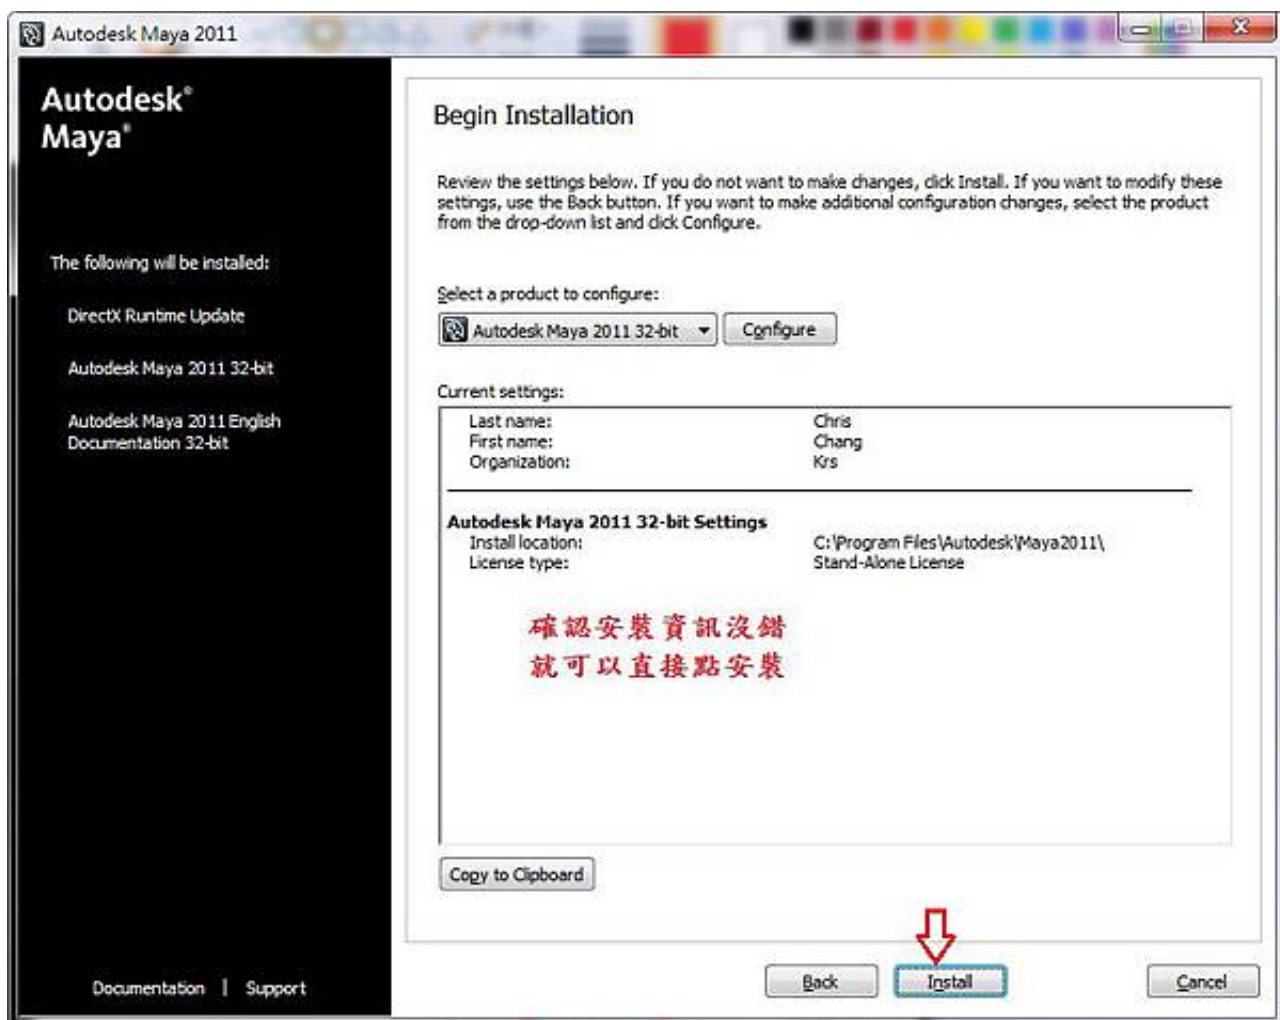 Autodesk Maya 2011
Autodesk®
Maya®
The following will be installed:
DirectX Runtime Update
Autodesk Maya 2011 32-bit
Autodesk Maya 2011 English
Documentation 32-bit
Documentation | Support
Begin Installation
Review the settings below. If you do not want to make changes, click Install. If you want to modify these
settings, use the Back button. If you want to make additional configuration changes, select the product
from the drop-down list and click Configure.
Select a product to configure:
Autodesk Maya 2011 32-bit Configure
Current settings:
Last name: Chris
First name: Chang
Organization: Krs
Autodesk Maya 2011 32-bit Settings
Install location: C:\Program Files\Autodesk\Maya2011\
License type: Stand-Alone License
確認安裝資訊沒錯
就可以直接點安裝
Copy to Clipboard
Back Install Cancel